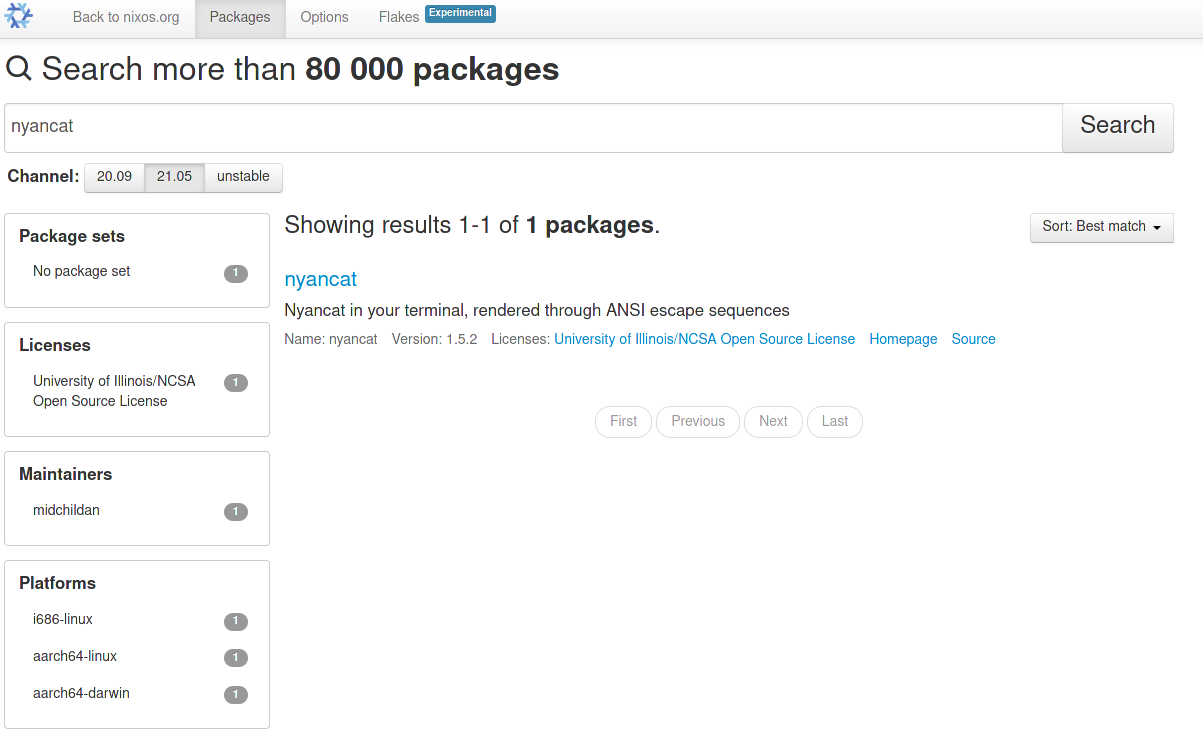 Back to nixos.org Packages Options Flakes Experimental
Search more than 80 000 packages
nyancat Search
Channel: 20.09 21.05 unstable
Package sets
No package set 1
Licenses
University of Illinois/NCSA
Open Source License 1
Maintainers
midchildan 1
Platforms
i686-linux 1
aarch64-linux 1
aarch64-darwin 1
Showing results 1-1 of 1 packages.
Sort: Best match
nyancat
Nyancat in your terminal, rendered through ANSI escape sequences
Name: nyancat Version: 1.5.2 Licenses: University of Illinois/NCSA Open Source License Homepage Source
First Previous Next Last